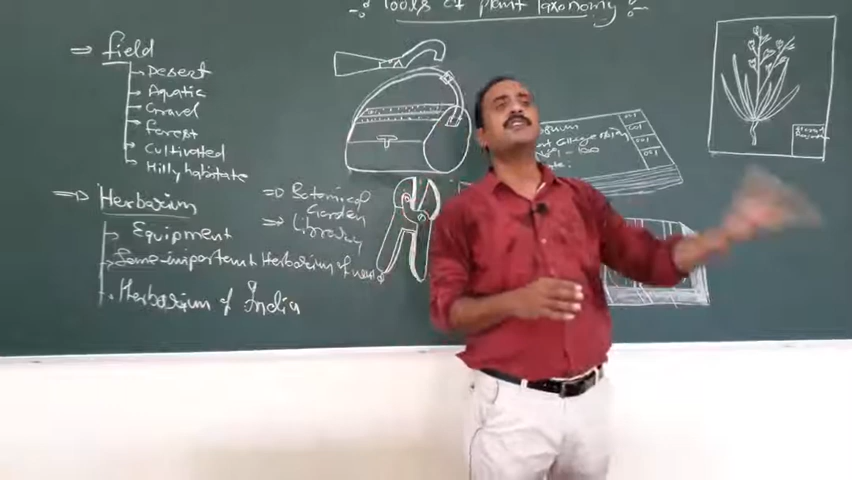 Tools of plant Taxonomy
⇒ field
Desert
Aquatic
Graval
Forest
Cultivated
Hilly habitate
⇒ Herbarium
Equipment
Some important Herbarium of world
Herbarium of India
⇒ Botanical
Garden
⇒ Library